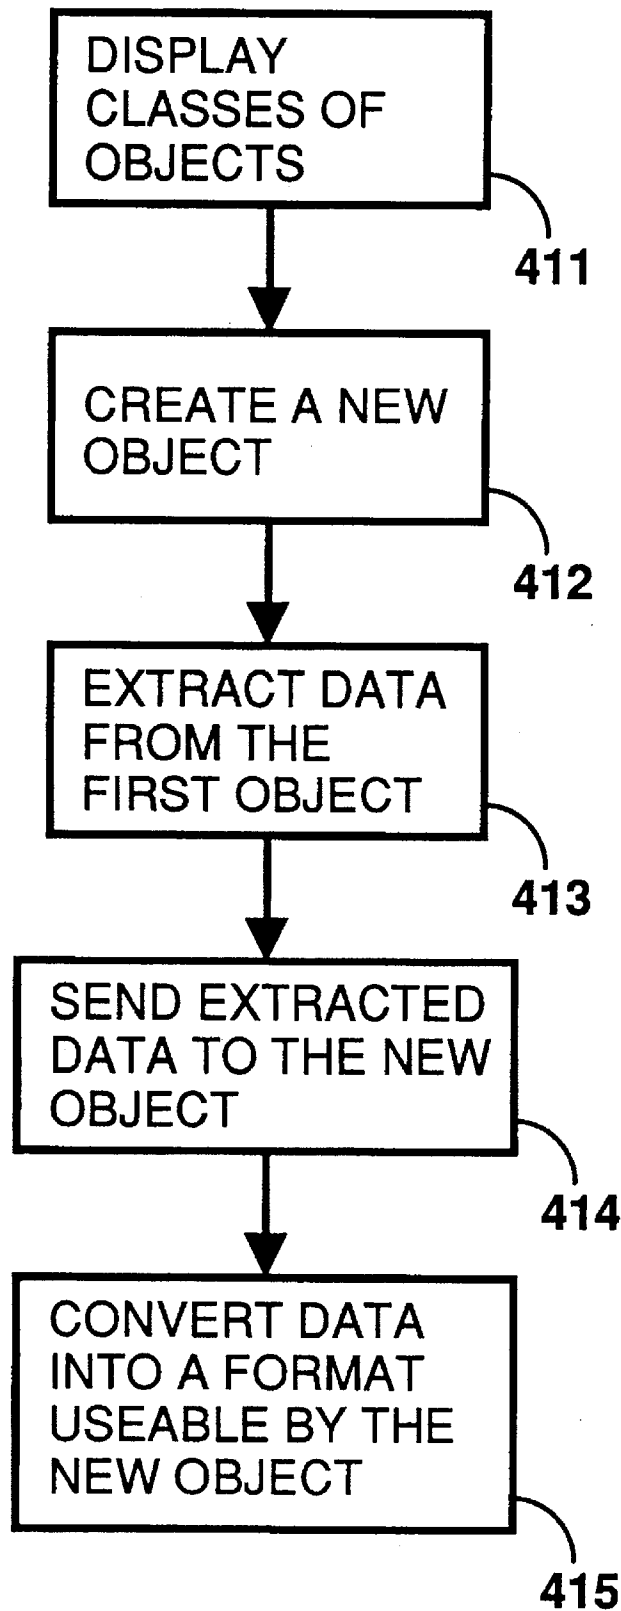 DISPLAY
CLASSES OF
OBJECTS
411
CREATE A NEW
OBJECT
412
EXTRACT DATA
FROM THE
FIRST OBJECT
413
SEND EXTRACTED
DATA TO THE NEW
OBJECT
414
CONVERT DATA
INTO A FORMAT
USEABLE BY THE
NEW OBJECT
415